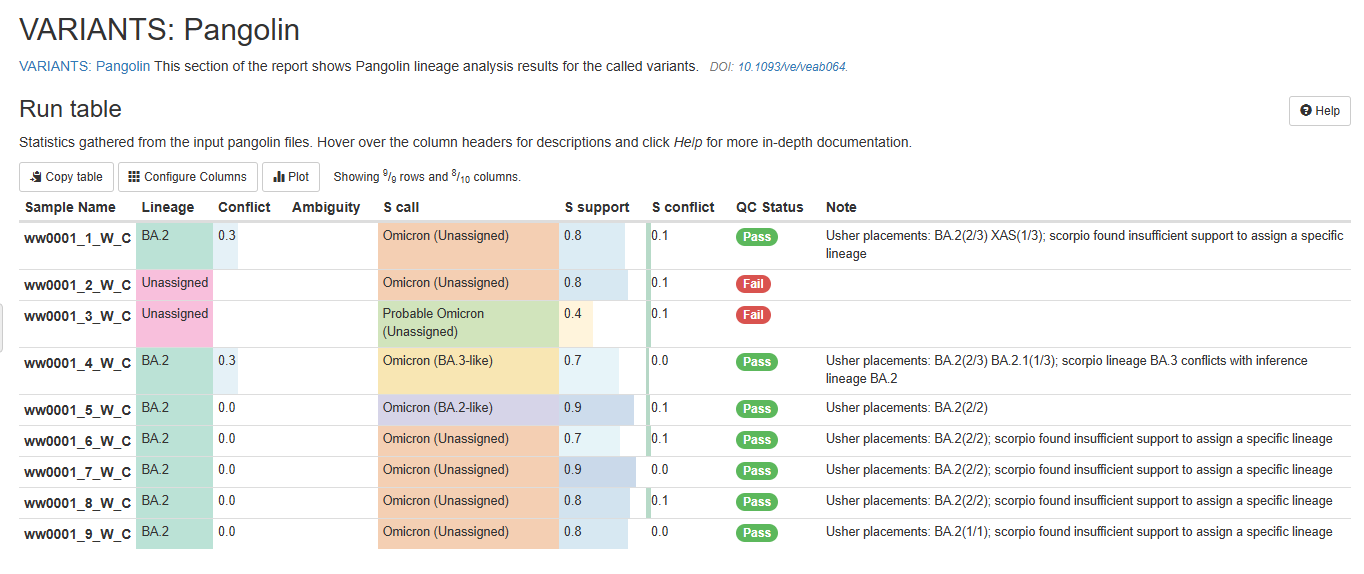 VARIANTS: Pangolin
VARIANTS: Pangolin This section of the report shows Pangolin lineage analysis results for the called variants. DOI: 10.1093/ve/veab064.
Run table
Help
Statistics gathered from the input pangolin files. Hover over the column headers for descriptions and click Help for more in-depth documentation.
Copy table Configure Columns Plot Showing 9/9 rows and 8/10 columns.
Sample Name Lineage Conflict Ambiguity S call S support S conflict QC Status Note
ww0001_1_W_C BA.2 0.3 Omicron (Unassigned) 0.8 0.1 Pass Usher placements: BA.2(2/3) XAS(1/3); scorpio found insufficient support to assign a specific
lineage
ww0001_2_W_C Unassigned Omicron (Unassigned) 0.8 0.1 Fail
ww0001_3_W_C Unassigned Probable Omicron 0.4 0.1 Fail
(Unassigned)
ww0001_4_W_C BA.2 0.3 Omicron (BA.3-like) 0.7 0.0 Pass Usher placements: BA.2(2/3) BA.2.1(1/3); scorpio lineage BA.3 conflicts with inference
lineage BA.2
ww0001_5_W_C BA.2 0.0 Omicron (BA.2-like) 0.9 0.1 Pass Usher placements: BA.2(2/2)
ww0001_6_W_C BA.2 0.0 Omicron (Unassigned) 0.7 0.1 Pass Usher placements: BA.2(2/2); scorpio found insufficient support to assign a specific lineage
ww0001_7_W_C BA.2 0.0 Omicron (Unassigned) 0.9 0.0 Pass Usher placements: BA.2(2/2); scorpio found insufficient support to assign a specific lineage
ww0001_8_W_C BA.2 0.0 Omicron (Unassigned) 0.8 0.1 Pass Usher placements: BA.2(2/2); scorpio found insufficient support to assign a specific lineage
ww0001_9_W_C BA.2 0.0 Omicron (Unassigned) 0.8 0.0 Pass Usher placements: BA.2(1/1); scorpio found insufficient support to assign a specific lineage